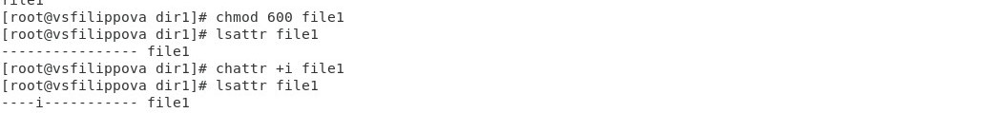 file1
[root@vsfilippova dir1]# chmod 600 file1
[root@vsfilippova dir1]# lsattr file1
---------------- file1
[root@vsfilippova dir1]# chattr +i file1
[root@vsfilippova dir1]# lsattr file1
----i----------- file1